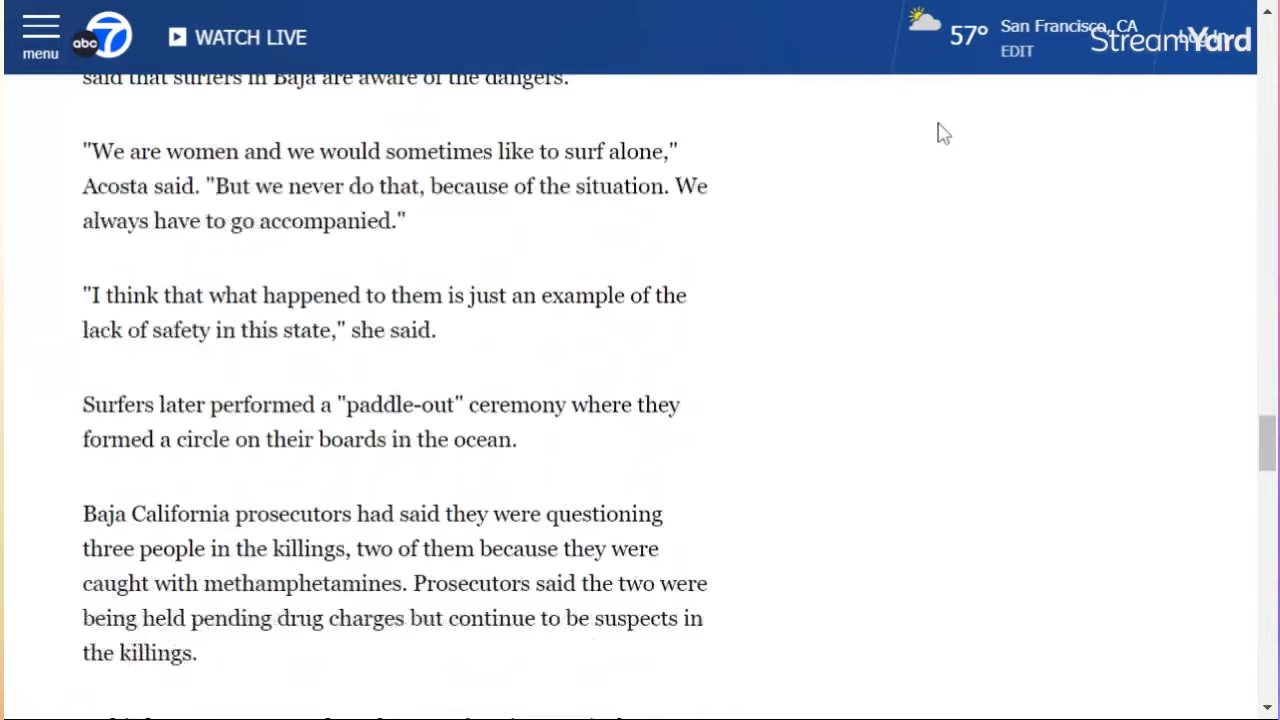 menu
abc 7
WATCH LIVE
57°
San Francisco, CA
EDIT
StreamYard
said that surfers in Baja are aware of the dangers.
"We are women and we would sometimes like to surf alone,"
Acosta said. "But we never do that, because of the situation. We
always have to go accompanied."
"I think that what happened to them is just an example of the
lack of safety in this state," she said.
Surfers later performed a "paddle-out" ceremony where they
formed a circle on their boards in the ocean.
Baja California prosecutors had said they were questioning
three people in the killings, two of them because they were
caught with methamphetamines. Prosecutors said the two were
being held pending drug charges but continue to be suspects in
the killings.